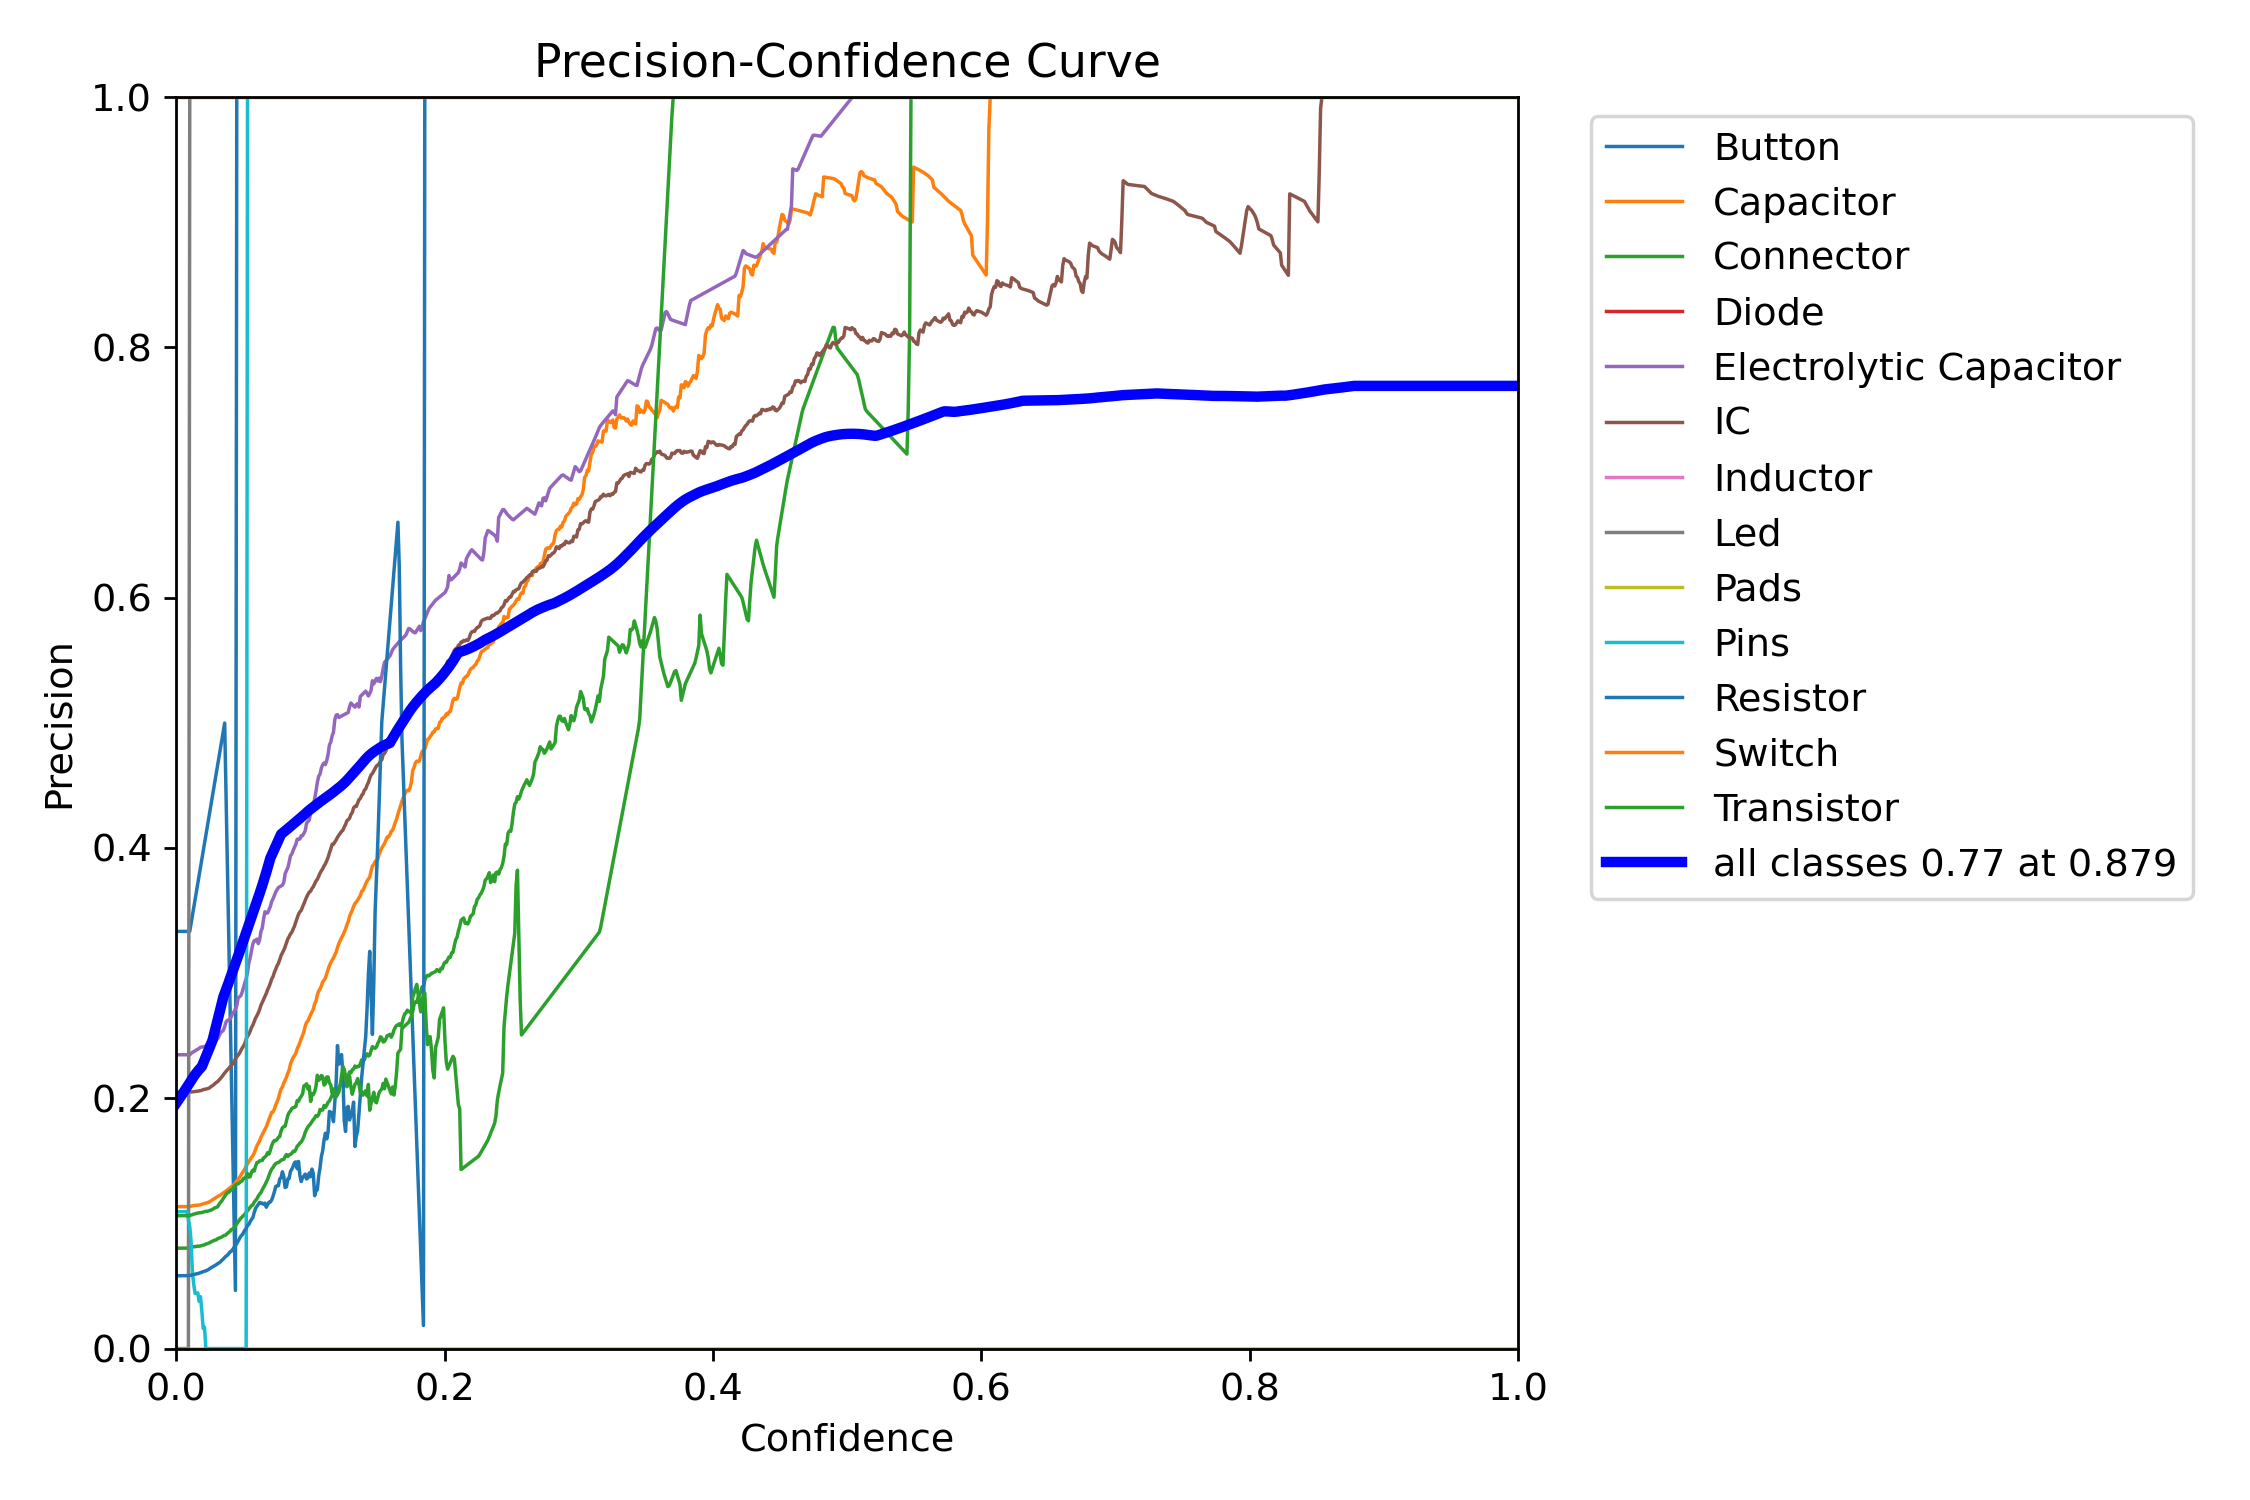 Precision-Confidence Curve
1.0
0.8
0.6
0.4
0.2
0.0
Precision
0.0 0.2 0.4 0.6 0.8 1.0
Confidence
Button
Capacitor
Connector
Diode
Electrolytic Capacitor
IC
Inductor
Led
Pads
Pins
Resistor
Switch
Transistor
all classes 0.77 at 0.879